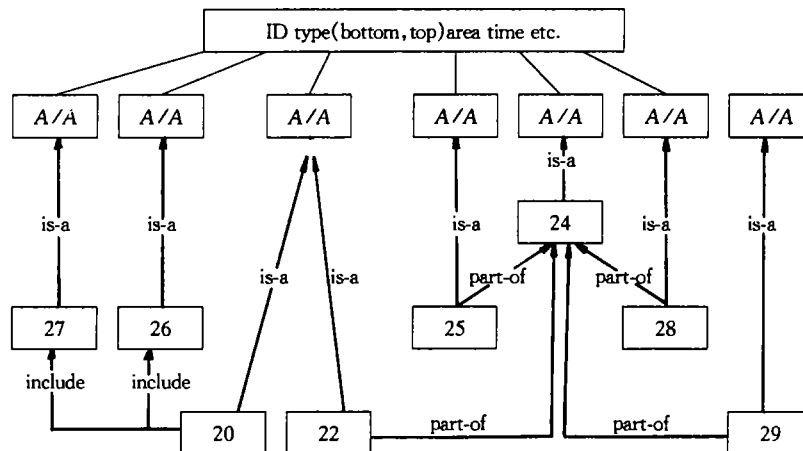 ID type(bottom,top)area time etc.
A/A A/A A/A A/A A/A A/A A/A
is-a
24
is-a is-a is-a is-a is-a
is-a is-a
part-of part-of
27 26 25 28
include include
20 22 part-of part-of 29